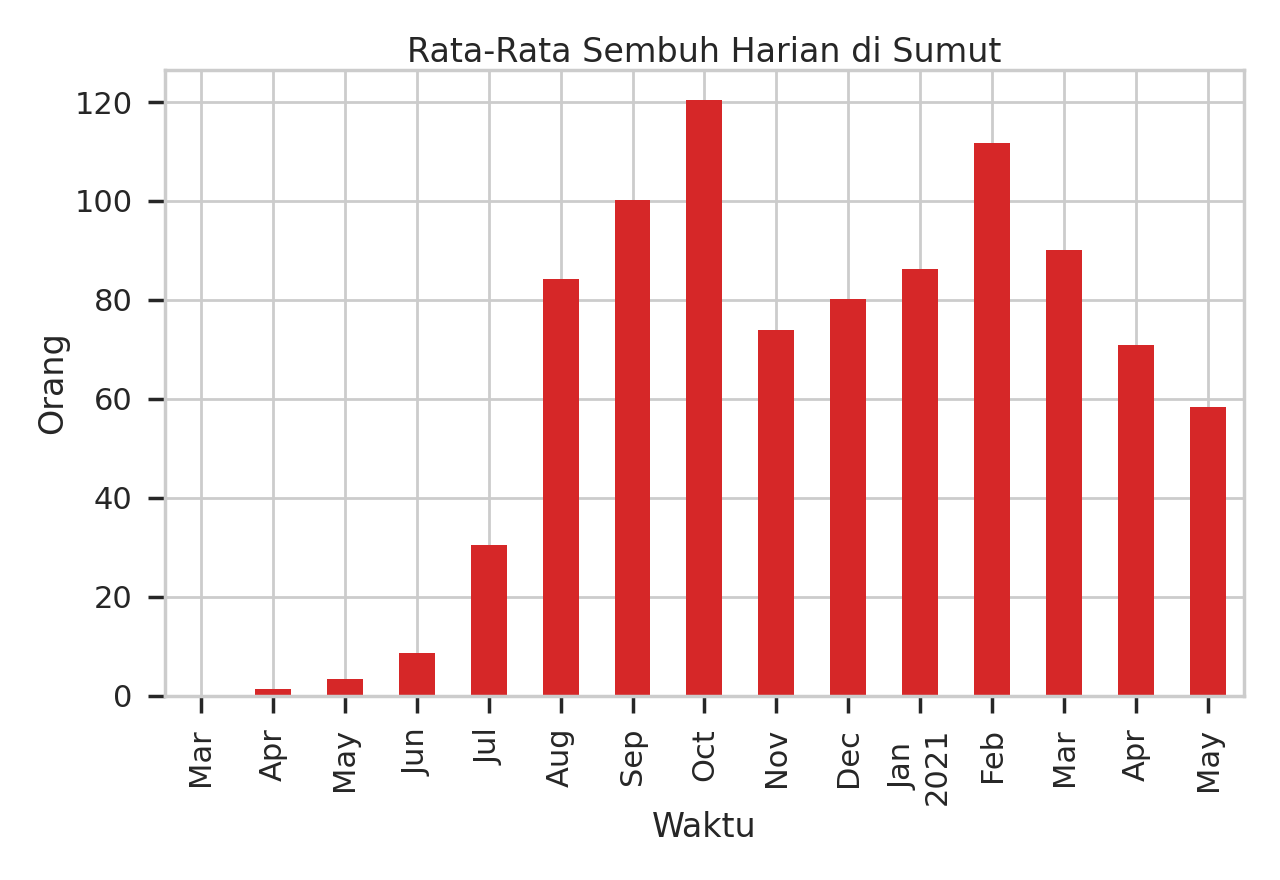 Rata-Rata Sembuh Harian di Sumut
120
100
80
60
40
20
0
Orang
Mar
Apr
May
Jun
Jul
Aug
Sep
Oct
Nov
Dec
Jan
2021
Feb
Mar
Apr
May
Waktu